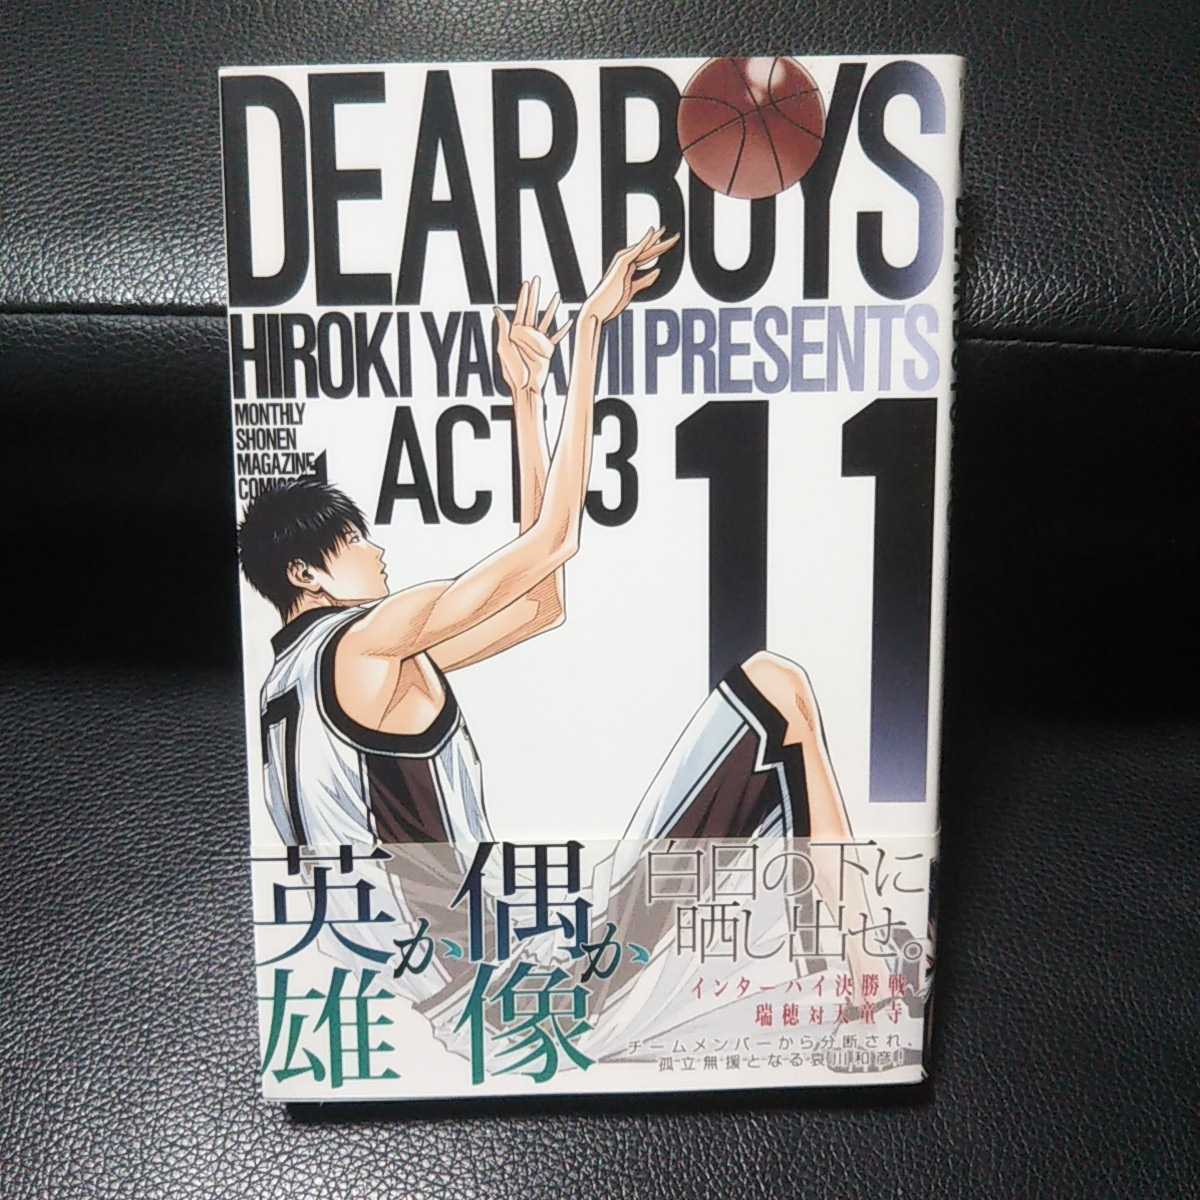 DEAR BOYS
HIROKI YAGAMI PRESENTS
MONTHLY
SHONEN
MAGAZINE
COMICS
ACT 3
11
英雄か、偶像か、
白日の下に
晒し出せ。
インターハイ決勝戦!
瑞穂対天童寺
チームメンバーから分断され、
孤立無援となる哀川和彦!